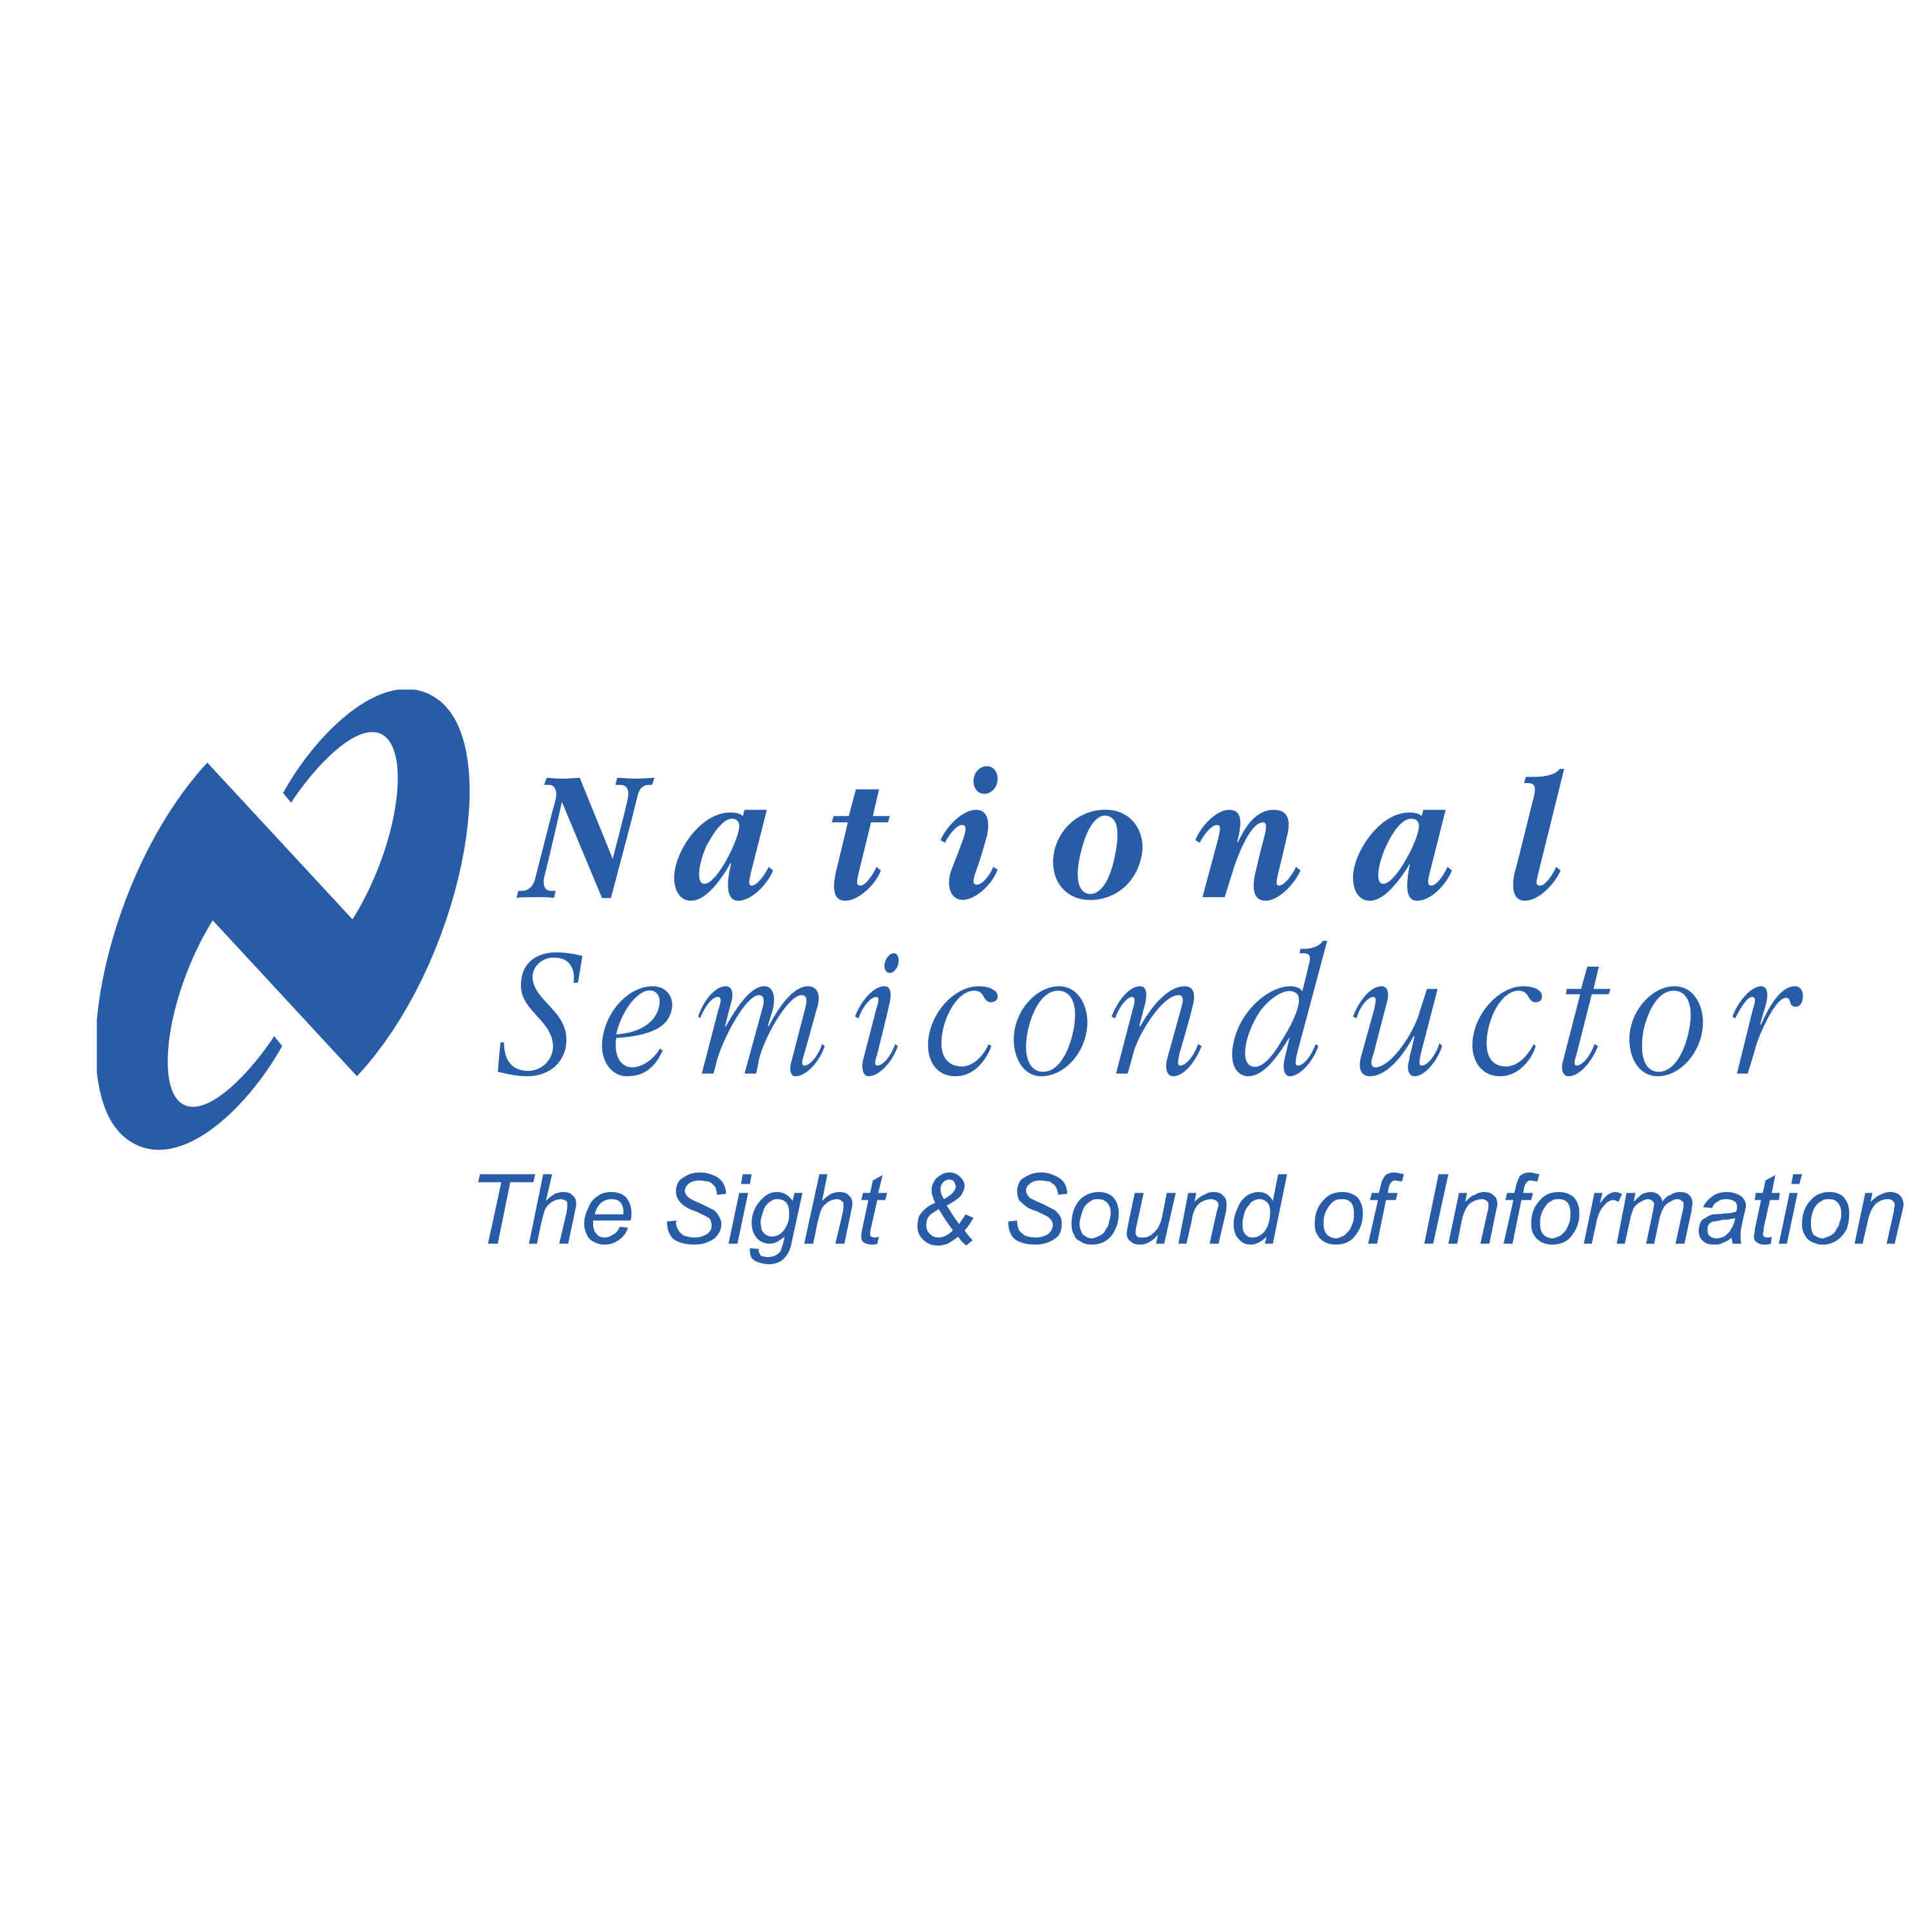 National
Semiconductor
The Sight & Sound of Information